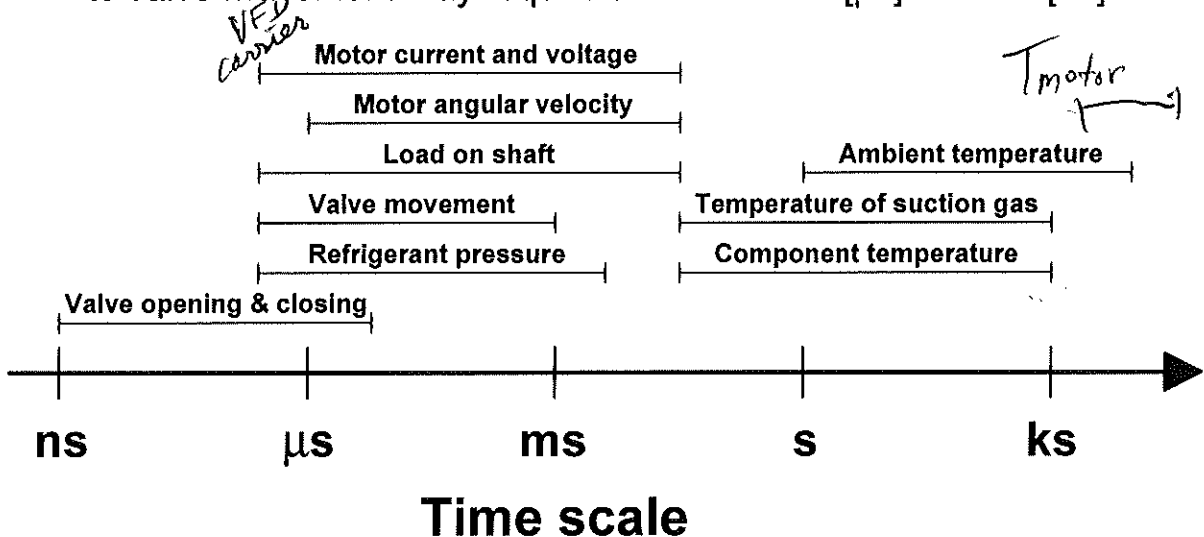 VFD
carrier
Motor current and voltage
T motor
Motor angular velocity
Load on shaft
Ambient temperature
Valve movement
Temperature of suction gas
Refrigerant pressure
Component temperature
Valve opening & closing
ns
μs
ms
s
ks
Time scale